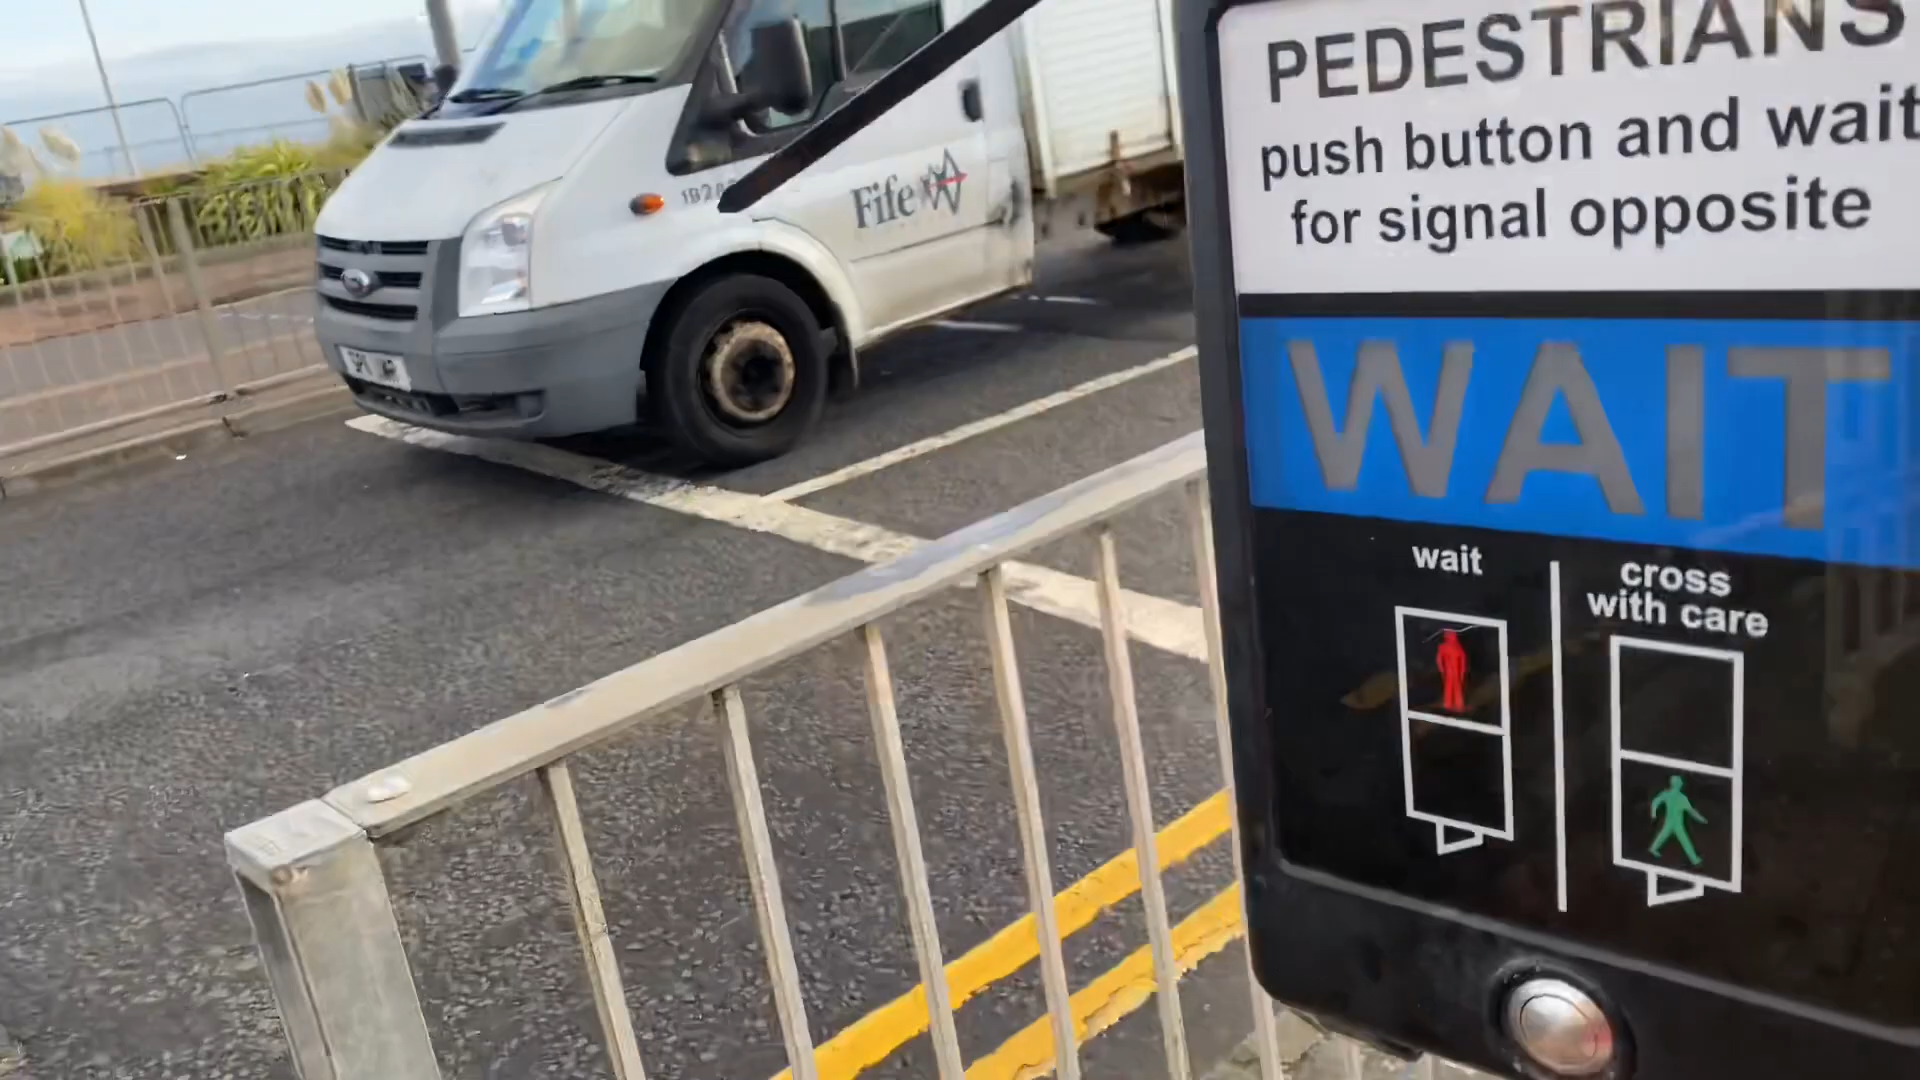 PEDESTRIANS
push button and wait
for signal opposite
WAIT
wait
cross
with care
Fife